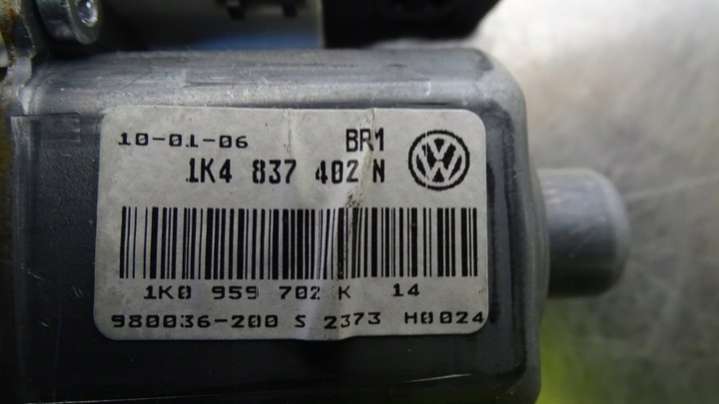 10-01-06 BR1
1K4 837 402 N
1K0 959 702 K 14
980036-200 S 2373 H0024